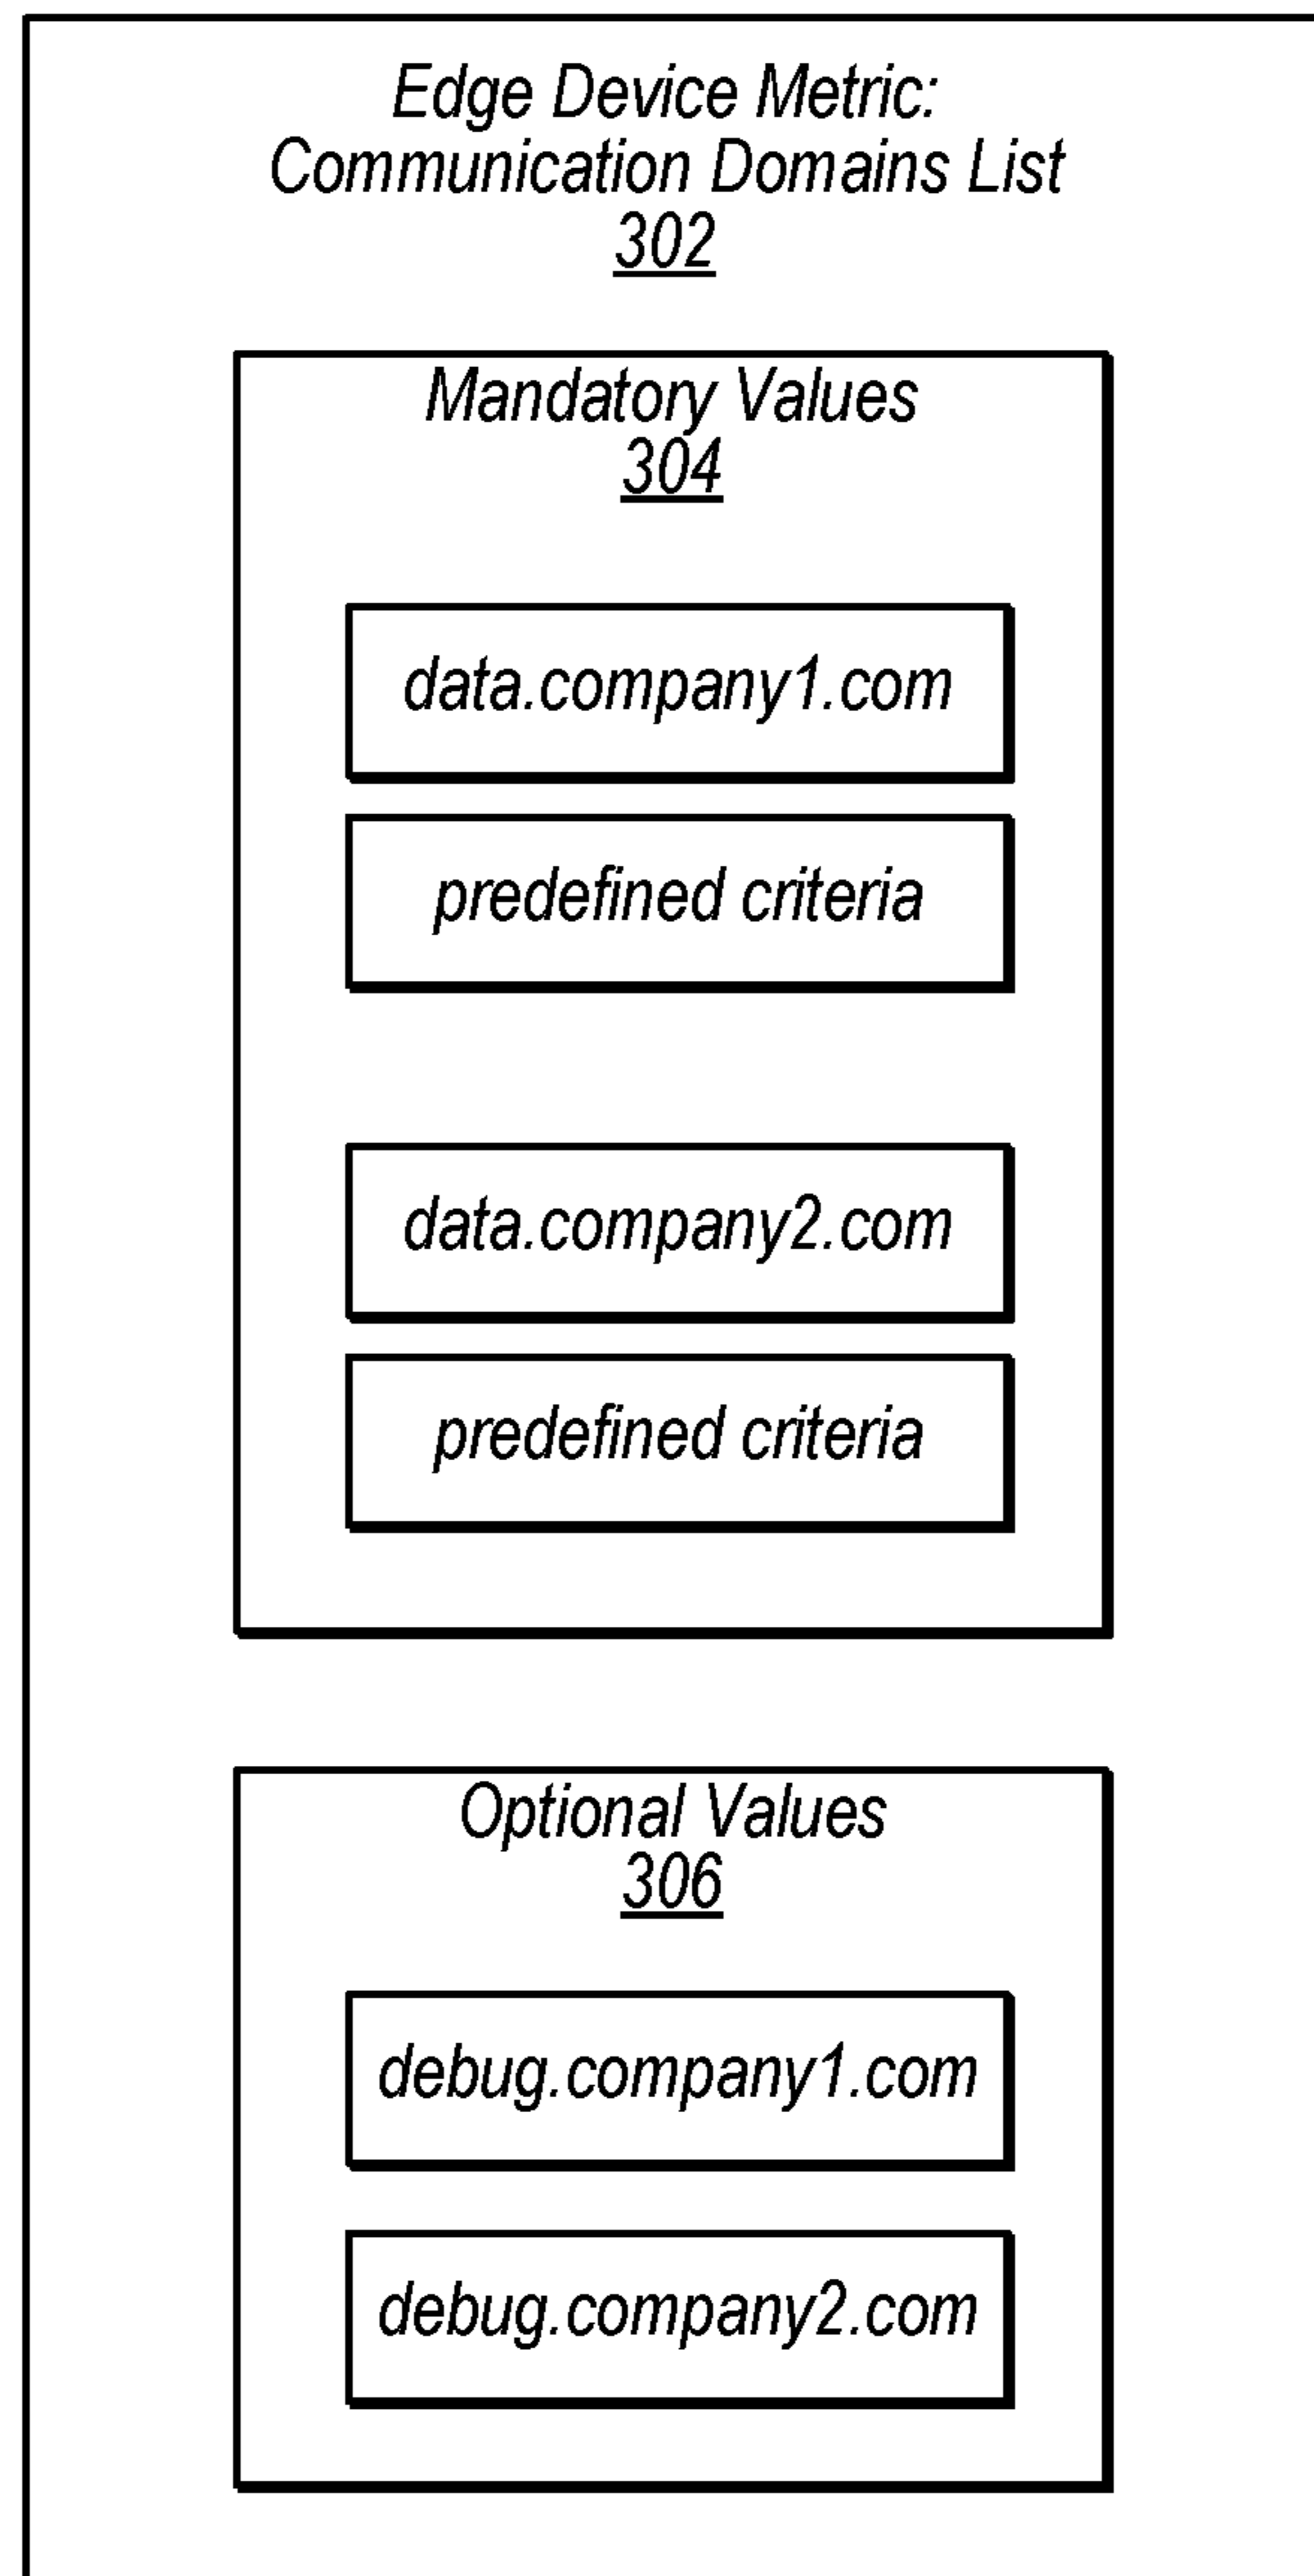 Edge Device Metric:
Communication Domains List
302
Mandatory Values
304
data.company1.com
predefined criteria
data.company2.com
predefined criteria
Optional Values
306
debug.company1.com
debug.company2.com